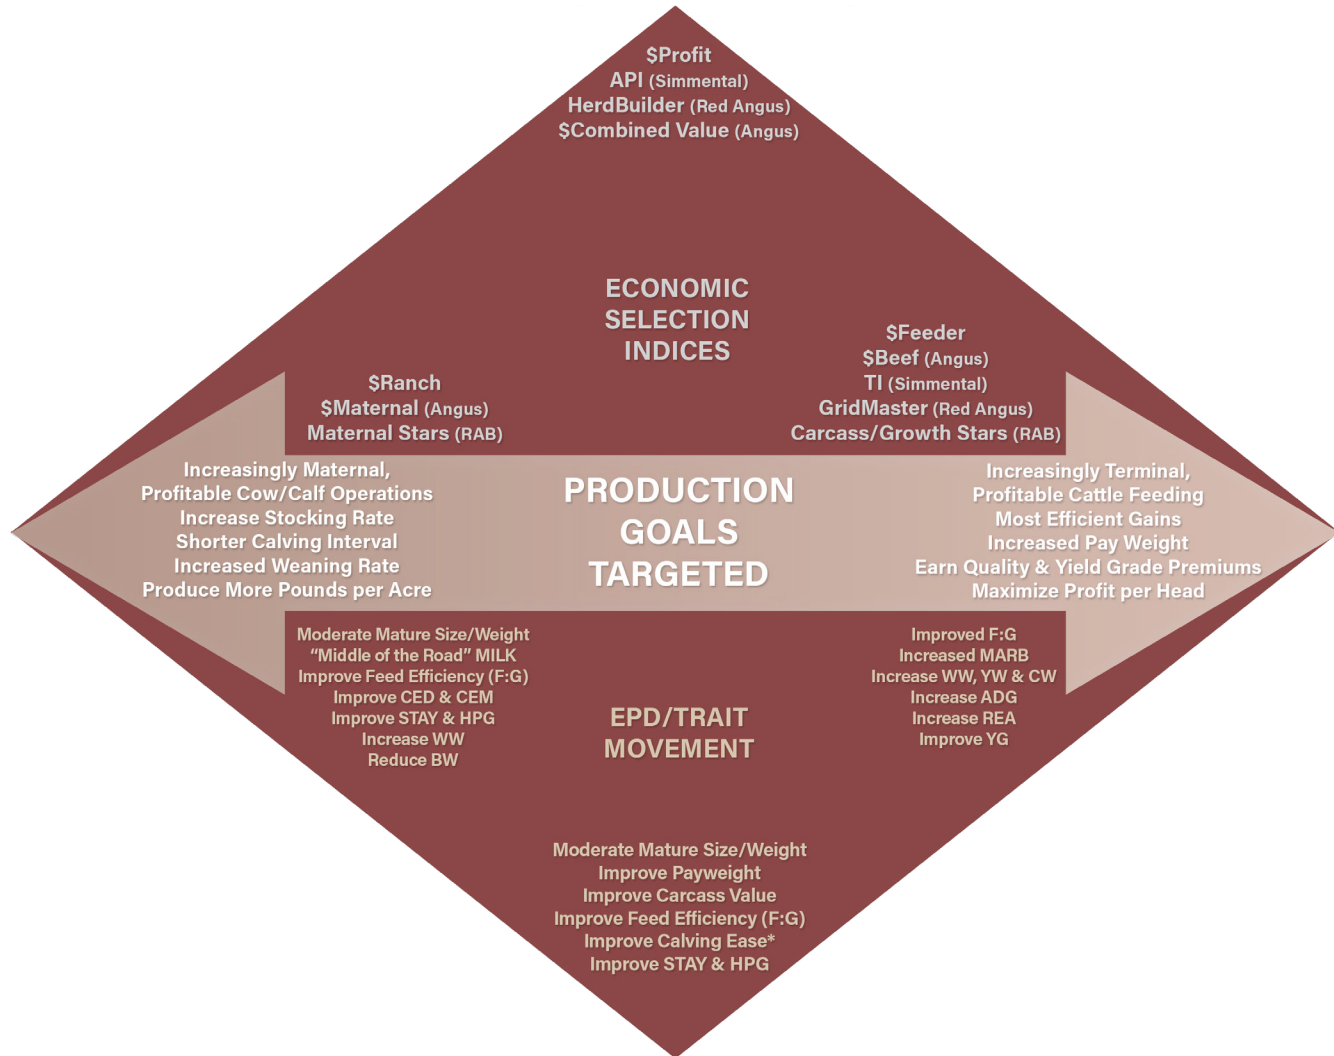 $Profit
API (Simmental)
HerdBuilder (Red Angus)
$Combined Value (Angus)
ECONOMIC
SELECTION
INDICES
$Ranch
$Maternal (Angus)
Maternal Stars (RAB)
$Feeder
$Beef (Angus)
TI (Simmental)
GridMaster (Red Angus)
Carcass/Growth Stars (RAB)
Increasingly Maternal,
Profitable Cow/Calf Operations
Increase Stocking Rate
Shorter Calving Interval
Increased Weaning Rate
Produce More Pounds per Acre
PRODUCTION
GOALS
TARGETED
Increasingly Terminal,
Profitable Cattle Feeding
Most Efficient Gains
Increased Pay Weight
Earn Quality & Yield Grade Premiums
Maximize Profit per Head
Moderate Mature Size/Weight
“Middle of the Road” MILK
Improve Feed Efficiency (F:G)
Improve CED & CEM
Improve STAY & HPG
Increase WW
Reduce BW
EPD/TRAIT
MOVEMENT
Improved F:G
Increased MARB
Increase WW, YW & CW
Increase ADG
Increase REA
Improve YG
Moderate Mature Size/Weight
Improve Payweight
Improve Carcass Value
Improve Feed Efficiency (F:G)
Improve Calving Ease*
Improve STAY & HPG